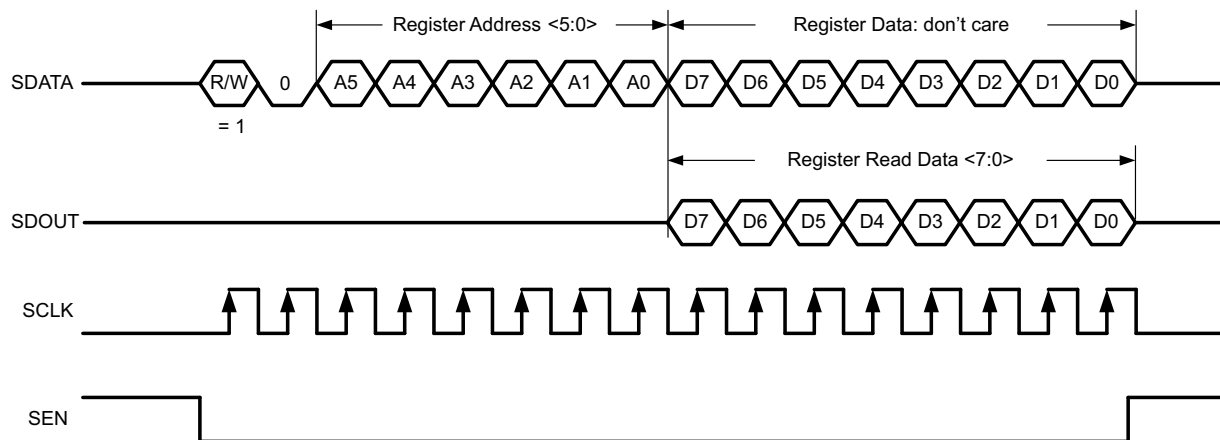 Register Address <5:0> Register Data: don’t care
SDATA R/W 0 A5 A4 A3 A2 A1 A0 D7 D6 D5 D4 D3 D2 D1 D0
= 1
Register Read Data <7:0>
SDOUT D7 D6 D5 D4 D3 D2 D1 D0
SCLK
SEN